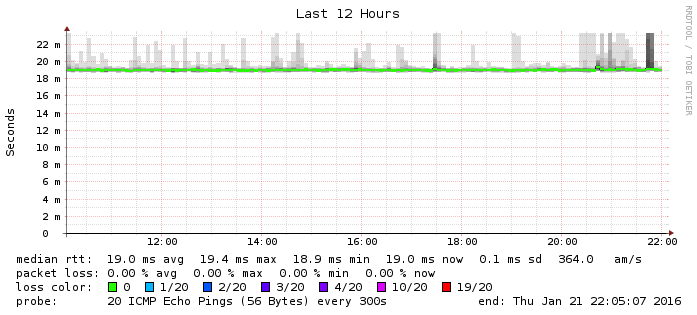 Last 12 Hours
RRDTOOL / TOBI OETIKER
Seconds
22 m
20 m
18 m
16 m
14 m
12 m
10 m
8 m
6 m
4 m
2 m
0
12:00 14:00 16:00 18:00 20:00 22:00
median rtt: 19.0 ms avg 19.4 ms max 18.9 ms min 19.0 ms now 0.1 ms sd 364.0 am/s
packet loss: 0.00 % avg 0.00 % max 0.00 % min 0.00 % now
loss color: 0 1/20 2/20 3/20 4/20 10/20 19/20
probe: 20 ICMP Echo Pings (56 Bytes) every 300s end: Thu Jan 21 22:05:07 2016